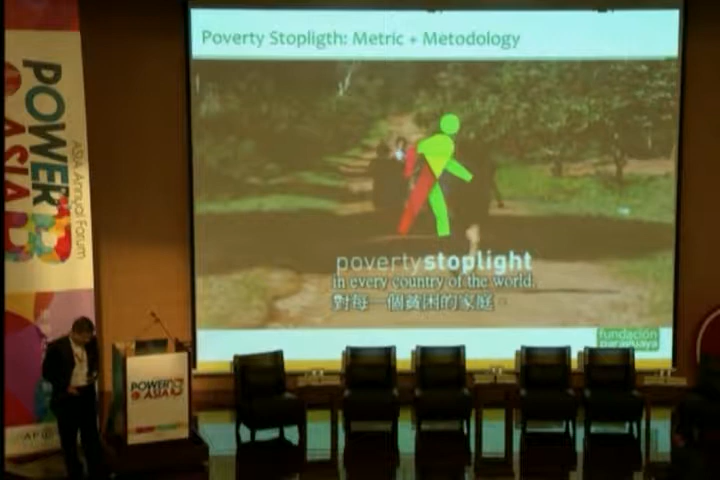 Poverty Stopligth: Metric + Metodology
povertystoplight
in every country of the world.
對每一個貧困的家庭。
fundación
paraguaya
POWER
ASIA
ASIA Annual Forum
POWER
ASIA